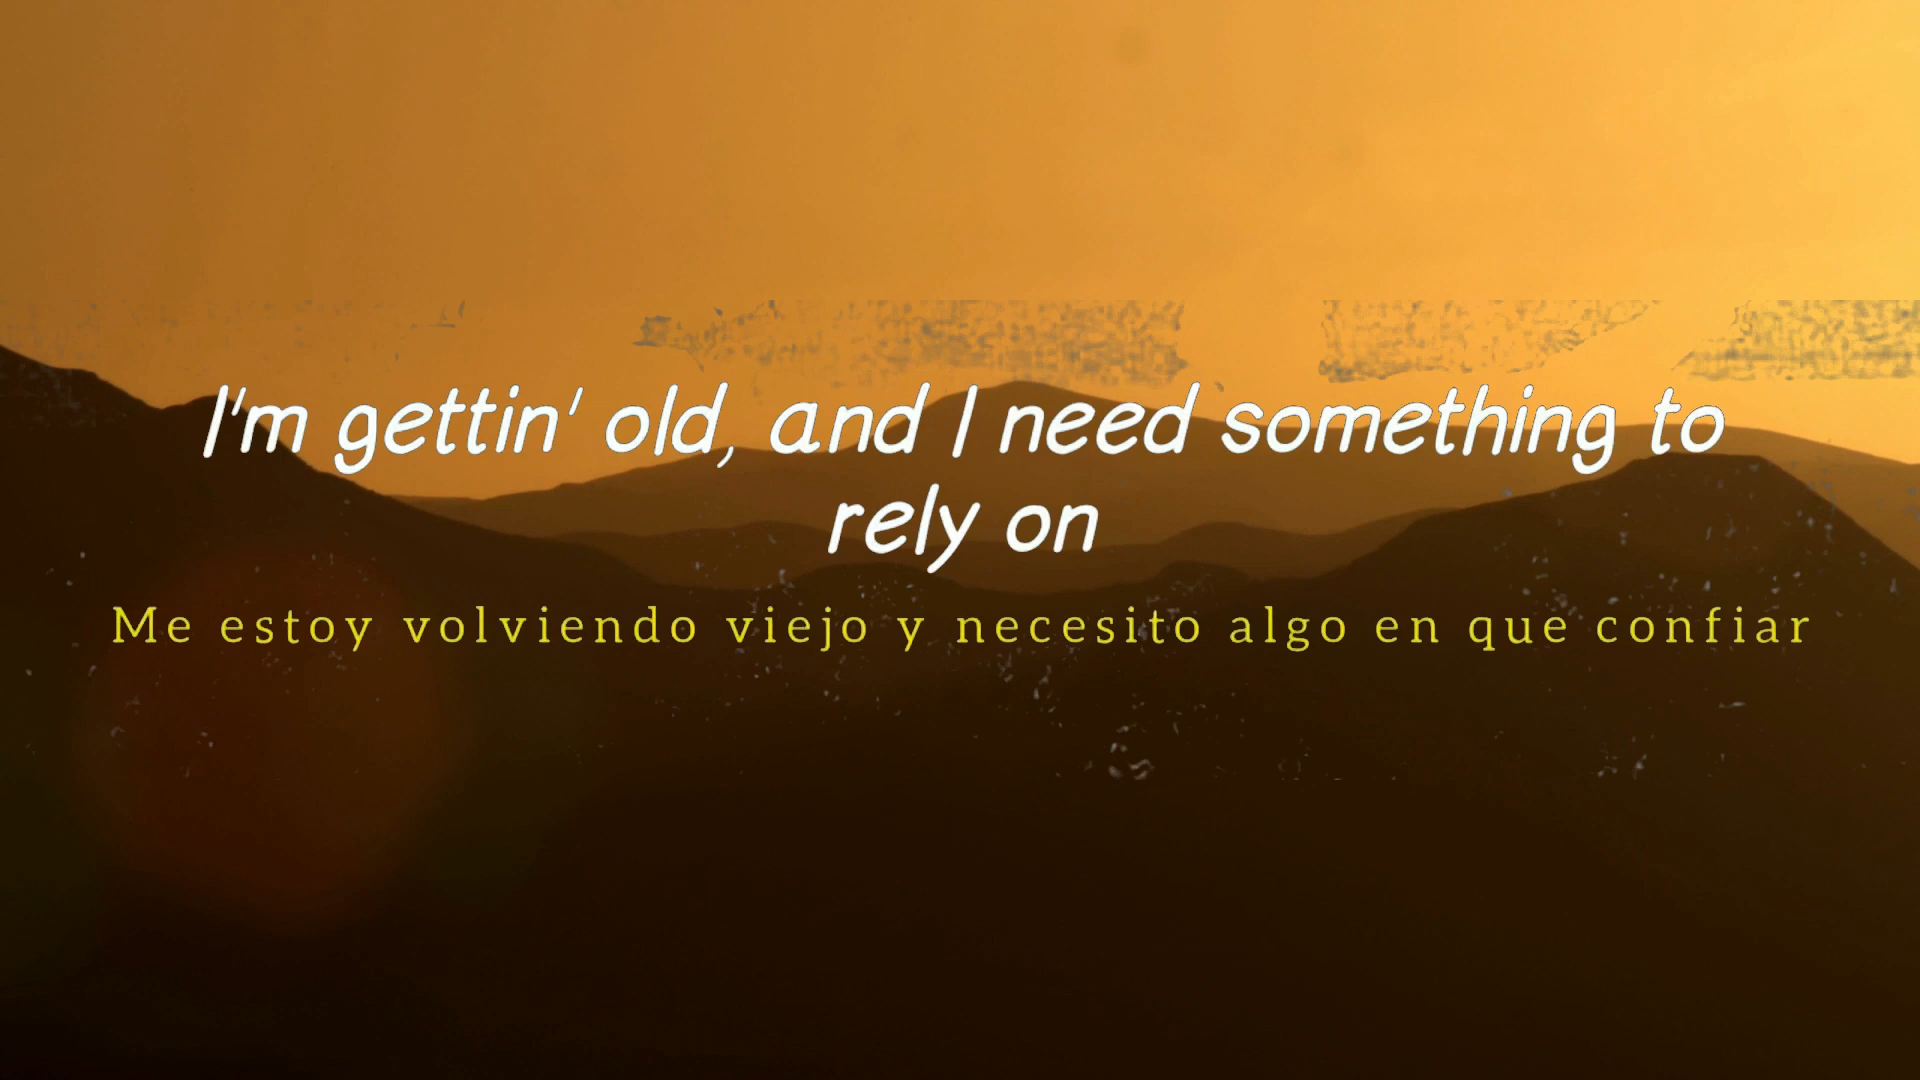 I'm gettin' old, and I need something to
rely on
Me estoy volviendo viejo y necesito algo en que confiar